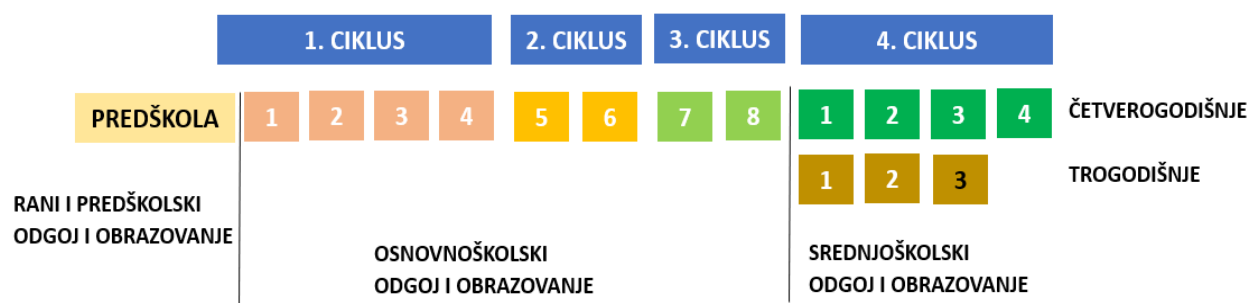 1. CIKLUS 2. CIKLUS 3. CIKLUS 4. CIKLUS
PREDŠKOLA 1 2 3 4 5 6 7 8 1 2 3 4 ČETVEROGODIŠNJE
1 2 3 TROGODIŠNJE
RANI I PREDŠKOLSKI
ODGOJ I OBRAZOVANJE
OSNOVNOŠKOLSKI
ODGOJ I OBRAZOVANJE
SREDNJOŠKOLSKI
ODGOJ I OBRAZOVANJE